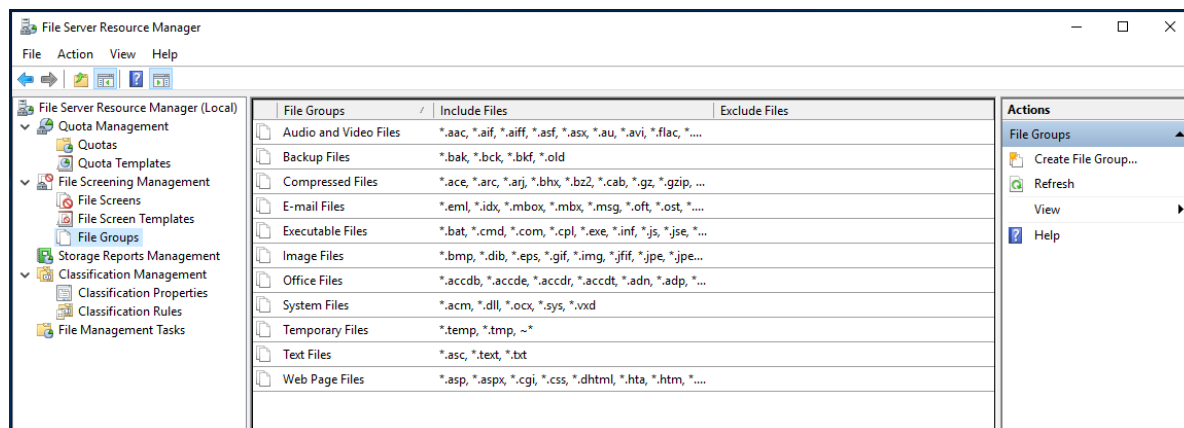 File Server Resource Manager
File Action View Help
File Server Resource Manager (Local)
Quota Management
Quotas
Quota Templates
File Screening Management
File Screens
File Screen Templates
File Groups
Storage Reports Management
Classification Management
Classification Properties
Classification Rules
File Management Tasks
File Groups Include Files Exclude Files
Audio and Video Files *.aac, *.aif, *.aiff, *.asf, *.asx, *.au, *.avi, *.flac, *....
Backup Files *.bak, *.bck, *.bkf, *.old
Compressed Files *.ace, *.arc, *.arj, *.bhx, *.bz2, *.cab, *.gz, *.gzip, ...
E-mail Files *.eml, *.idx, *.mbox, *.mbx, *.msg, *.oft, *.ost, *....
Executable Files *.bat, *.cmd, *.com, *.cpl, *.exe, *.inf, *.js, *.jse, *...
Image Files *.bmp, *.dib, *.eps, *.gif, *.img, *.jfif, *.jpe, *.jpe...
Office Files *.accdb, *.accde, *.accdr, *.accdt, *.adn, *.adp, *...
System Files *.acm, *.dll, *.ocx, *.sys, *.vxd
Temporary Files *.temp, *.tmp, ~*
Text Files *.asc, *.text, *.txt
Web Page Files *.asp, *.aspx, *.cgi, *.css, *.dhtml, *.hta, *.htm, *....
Actions
File Groups
Create File Group...
Refresh
View
Help